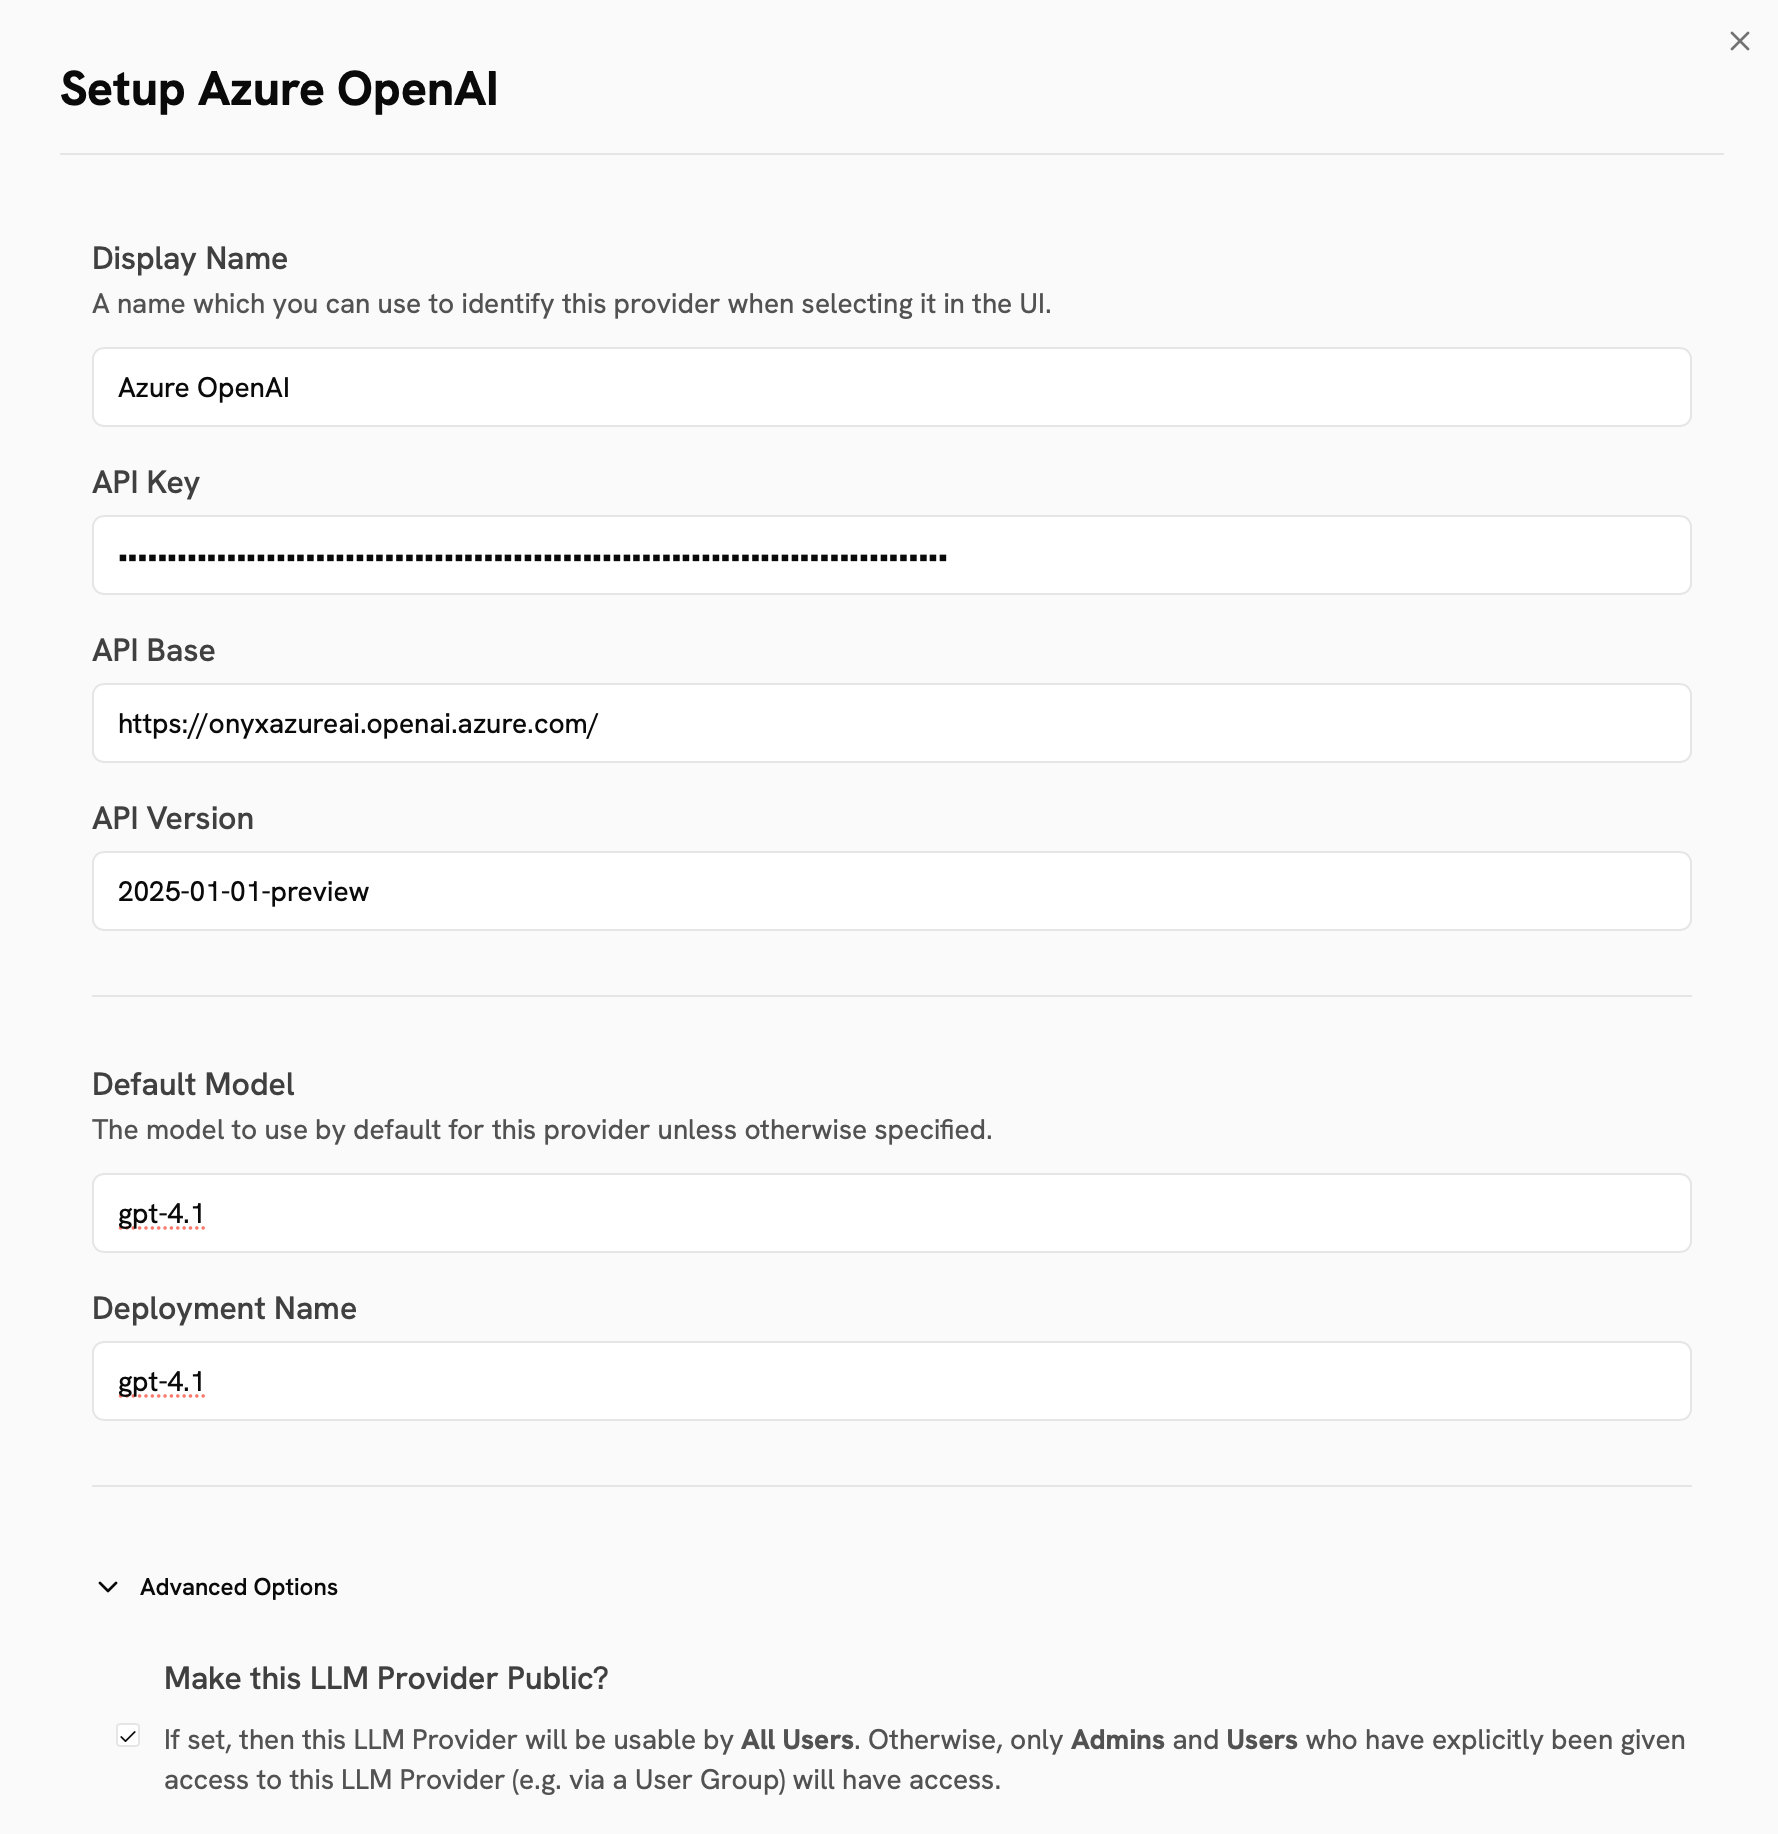 Setup Azure OpenAI
Display Name
A name which you can use to identify this provider when selecting it in the UI.
Azure OpenAI
API Key
API Base
https://onyxazureai.openai.azure.com/
API Version
2025-01-01-preview
Default Model
The model to use by default for this provider unless otherwise specified.
gpt-4.1
Deployment Name
gpt-4.1
Advanced Options
Make this LLM Provider Public?
If set, then this LLM Provider will be usable by All Users. Otherwise, only Admins and Users who have explicitly been given
access to this LLM Provider (e.g. via a User Group) will have access.